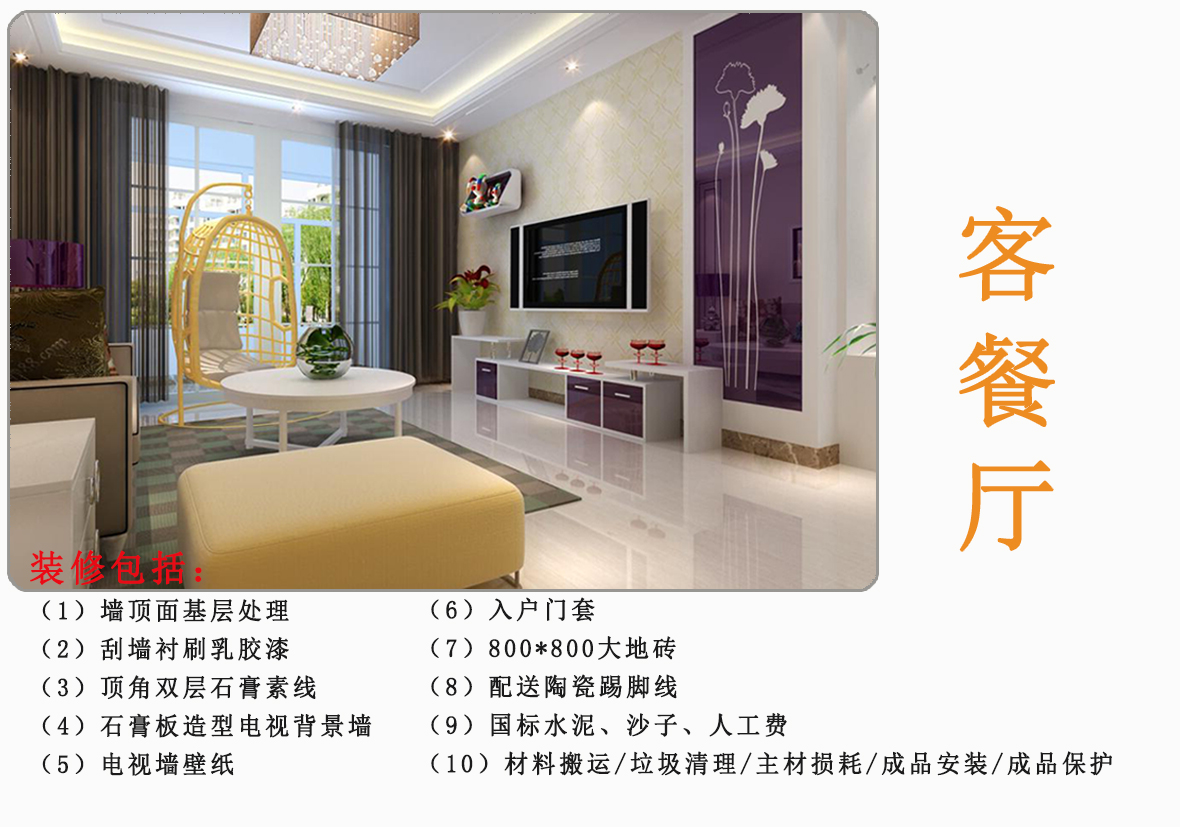 客餐厅
装修包括：
（1）墙顶面基层处理
（2）刮墙衬刷乳胶漆
（3）顶角双层石膏素线
（4）石膏板造型电视背景墙
（5）电视墙壁纸
（6）入户门套
（7）800*800大地砖
（8）配送陶瓷踢脚线
（9）国标水泥、沙子、人工费
（10）材料搬运/垃圾清理/主材损耗/成品安装/成品保护